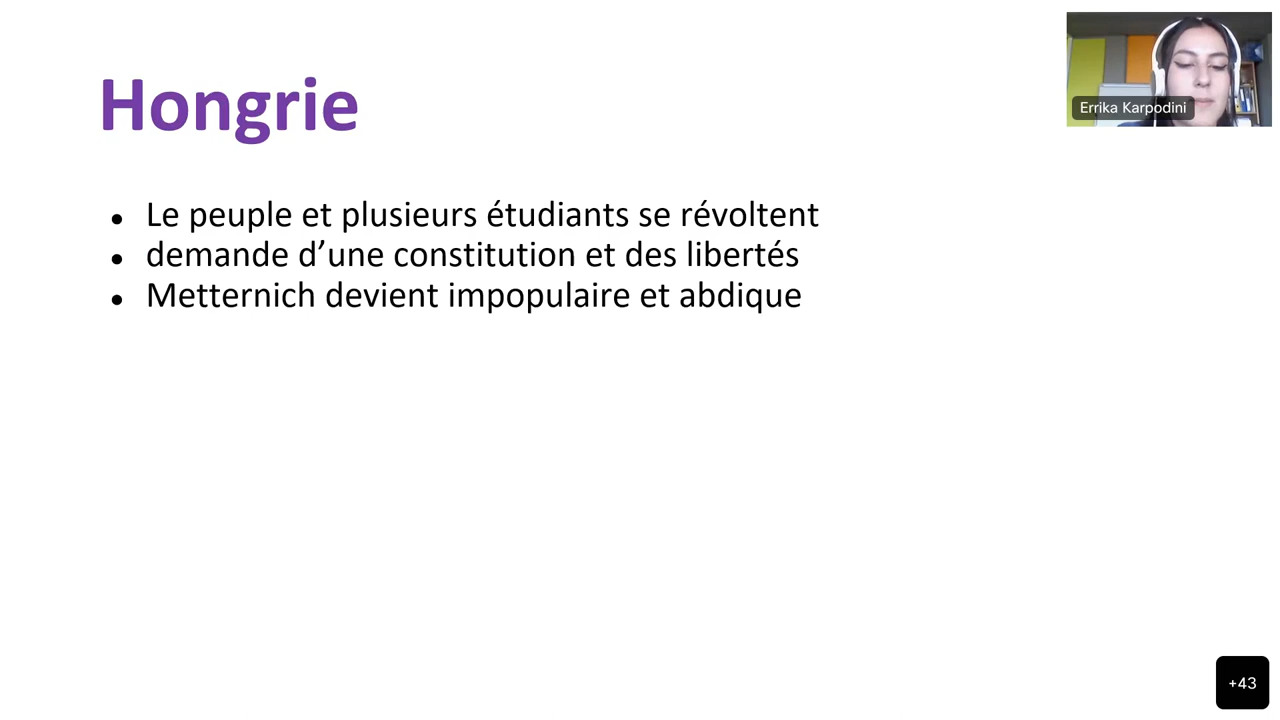 Hongrie
Errika Karpodini
• Le peuple et plusieurs étudiants se révoltent
• demande d’une constitution et des libertés
• Metternich devient impopulaire et abdique
+43